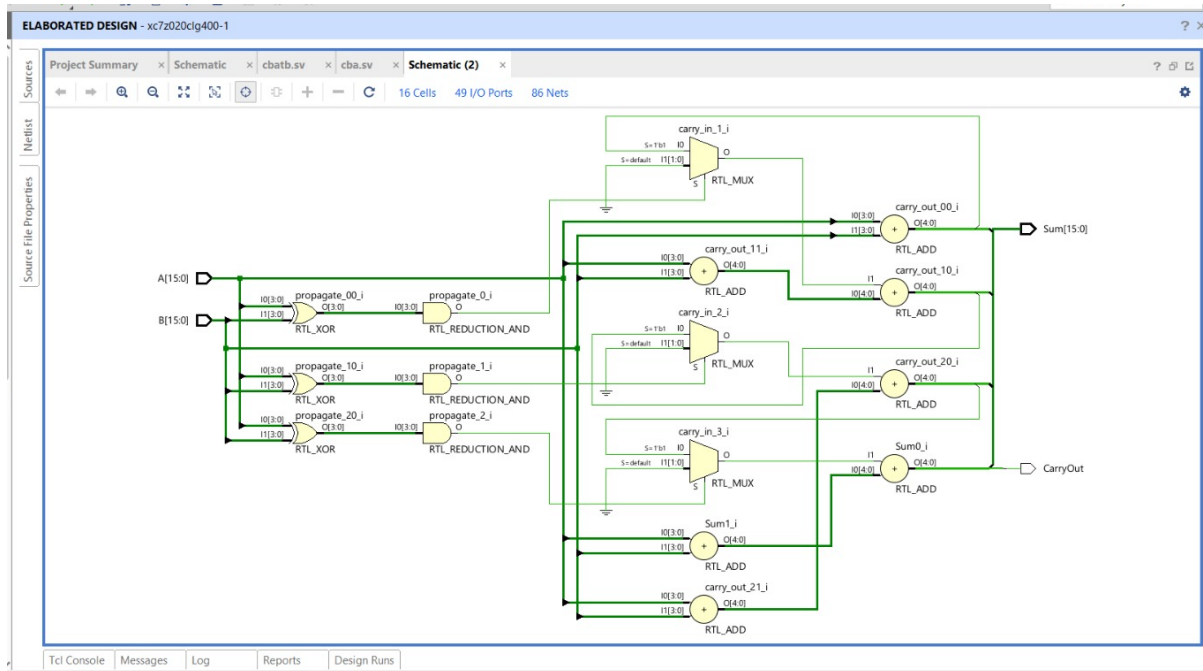 ELABORATED DESIGN - xc7z020clg400-1
? ×
Sources
Netlist
Source File Properties
Project Summary × Schematic × cbatb.sv × cba.sv × Schematic (2) ×
?
16 Cells 49 I/O Ports 86 Nets
carry_in_1_i
S=1'b1 I0
S=default I1[1:0]
O
S
RTL_MUX
carry_out_00_i
I0[3:0]
I1[3:0]
O[4:0]
+
RTL_ADD
Sum[15:0]
carry_out_11_i
I0[3:0]
I1[3:0]
O[4:0]
+
RTL_ADD
carry_out_10_i
I1
I0[4:0]
O[4:0]
+
RTL_ADD
A[15:0]
B[15:0]
propagate_00_i
I0[3:0]
I1[3:0]
O[3:0]
RTL_XOR
propagate_0_i
I0[3:0]
O
RTL_REDUCTION_AND
carry_in_2_i
S=1'b1 I0
S=default I1[1:0]
O
S
RTL_MUX
propagate_10_i
I0[3:0]
I1[3:0]
O[3:0]
RTL_XOR
propagate_1_i
I0[3:0]
O
RTL_REDUCTION_AND
carry_out_20_i
I1
I0[4:0]
O[4:0]
+
RTL_ADD
propagate_20_i
I0[3:0]
I1[3:0]
O[3:0]
RTL_XOR
propagate_2_i
I0[3:0]
O
RTL_REDUCTION_AND
carry_in_3_i
S=1'b1 I0
S=default I1[1:0]
O
S
RTL_MUX
Sum0_i
I1
I0[4:0]
O[4:0]
+
RTL_ADD
CarryOut
Sum1_i
I0[3:0]
I1[3:0]
O[4:0]
+
RTL_ADD
carry_out_21_i
I0[3:0]
I1[3:0]
O[4:0]
+
RTL_ADD
Tcl Console Messages Log Reports Design Runs